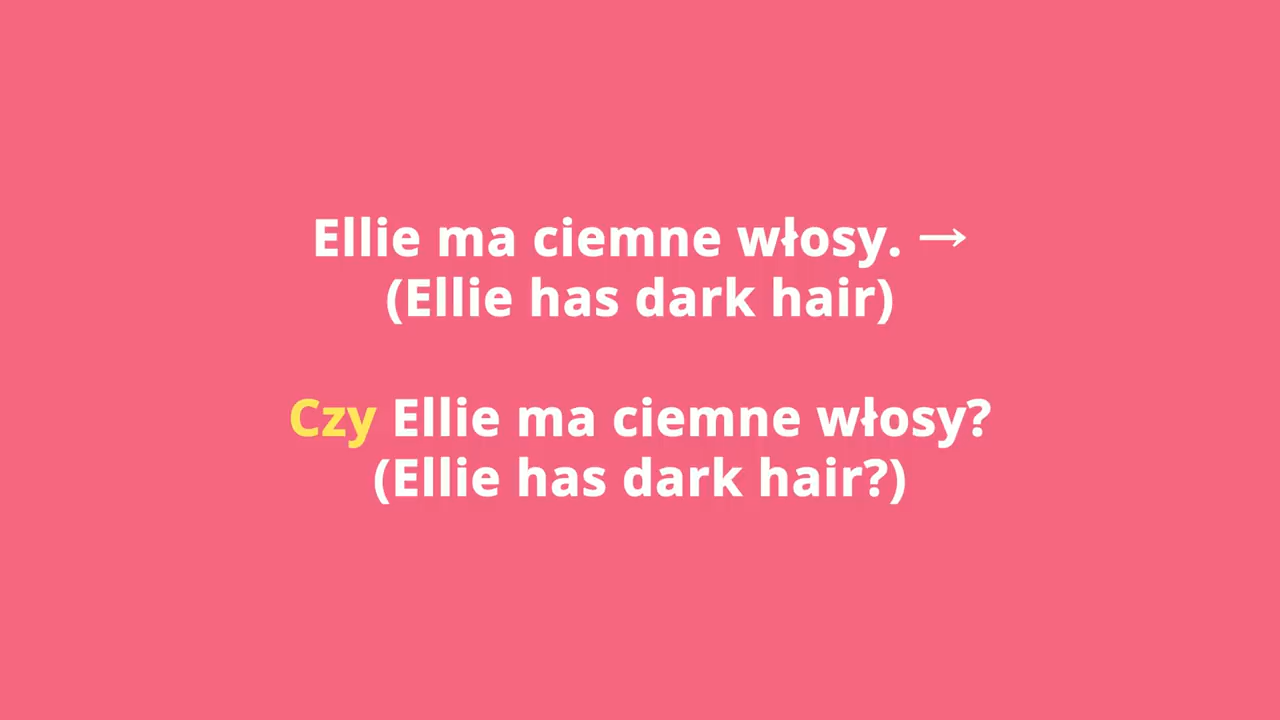 Ellie ma ciemne włosy. →
(Ellie has dark hair)
Czy Ellie ma ciemne włosy?
(Ellie has dark hair?)